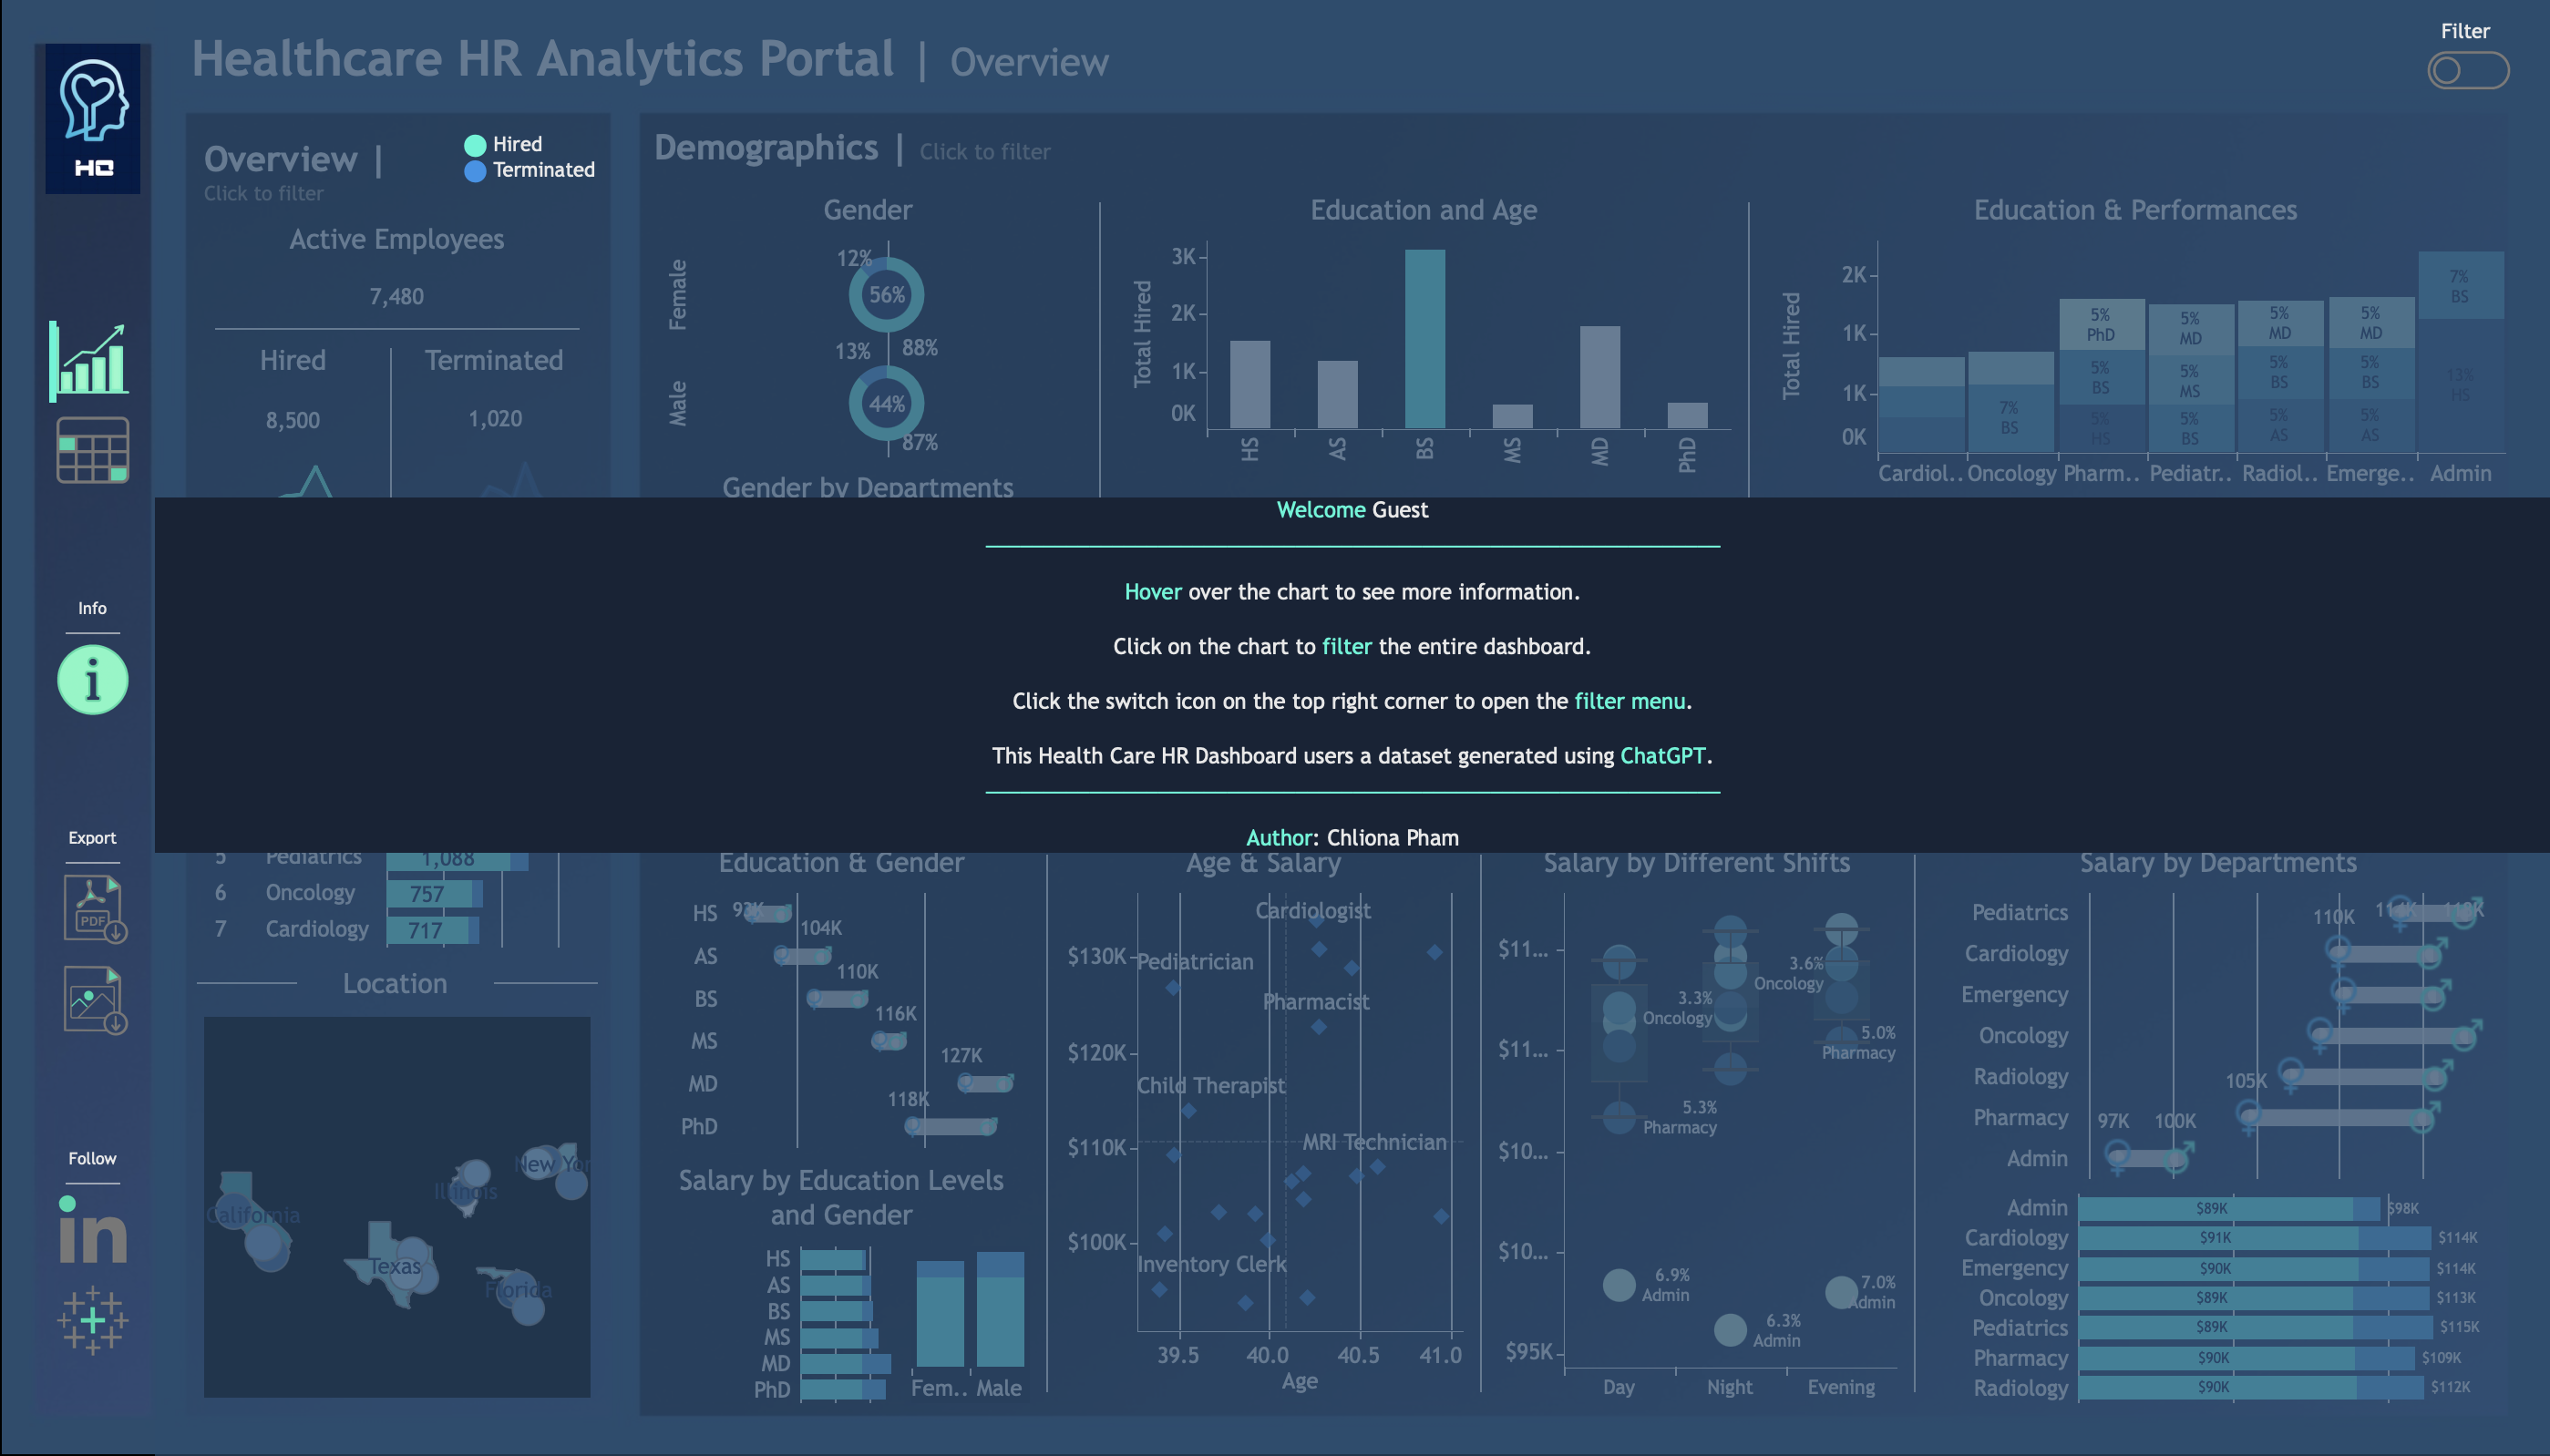 Healthcare HR Analytics Portal | Overview
Filter
HQ
Info
Export
PDF
Follow
in
Overview |
Click to filter
Hired
Terminated
Active Employees
7,480
Hired
Terminated
8,500
1,020
Demographics | Click to filter
Gender
Female
12%
56%
88%
Male
13%
44%
87%
Gender by Departments
Education and Age
Total Hired
3K
2K
1K
0K
HS AS BS MS MD PhD
Education & Performances
Total Hired
2K
1K
1K
0K
7%
BS
5%
PhD
5%
BS
5%
HS
5%
MD
5%
MS
5%
BS
5%
MD
5%
BS
5%
AS
5%
MD
5%
BS
5%
AS
7%
BS
13%
HS
Cardiol.. Oncology Pharm.. Pediatr.. Radiol.. Emerge.. Admin
Welcome Guest
Hover over the chart to see more information.
Click on the chart to filter the entire dashboard.
Click the switch icon on the top right corner to open the filter menu.
This Health Care HR Dashboard users a dataset generated using ChatGPT.
Author: Chliona Pham
5 Pediatrics 1,088
6 Oncology 757
7 Cardiology 717
Location
California
Texas
Illinois
New Yor
Florida
Education & Gender
HS 93K
AS 104K
BS 110K
MS 116K
MD 127K
PhD 118K
Salary by Education Levels
and Gender
HS
AS
BS
MS
MD
PhD
Fem.. Male
Age & Salary
$130K
$120K
$110K
$100K
Cardiologist
Pediatrician
Pharmacist
Child Therapist
MRI Technician
Inventory Clerk
39.5 40.0 40.5 41.0
Age
Salary by Different Shifts
$11...
$11...
$10...
$10...
$95K
5.3%
Pharmacy
6.9%
Admin
3.3%
Oncology
6.3%
Admin
3.6%
Oncology
5.0%
Pharmacy
7.0%
Admin
Day Night Evening
Salary by Departments
Pediatrics
Cardiology 110K
Emergency
Oncology
Radiology
Pharmacy 105K
Admin 97K 100K
Admin $89K $98K
Cardiology $91K $114K
Emergency $90K $114K
Oncology $89K $113K
Pediatrics $89K $115K
Pharmacy $90K $109K
Radiology $90K $112K